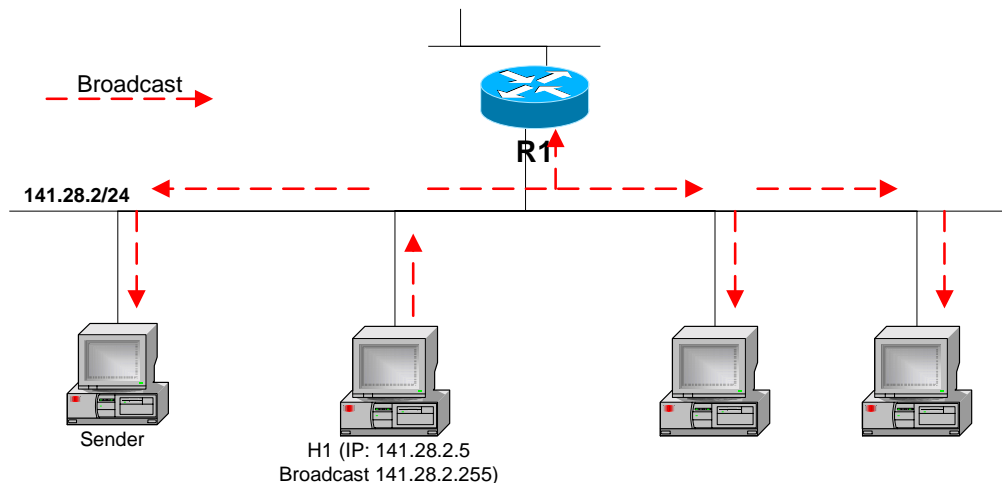 Broadcast
R1
141.28.2/24
Sender
H1 (IP: 141.28.2.5
Broadcast 141.28.2.255)